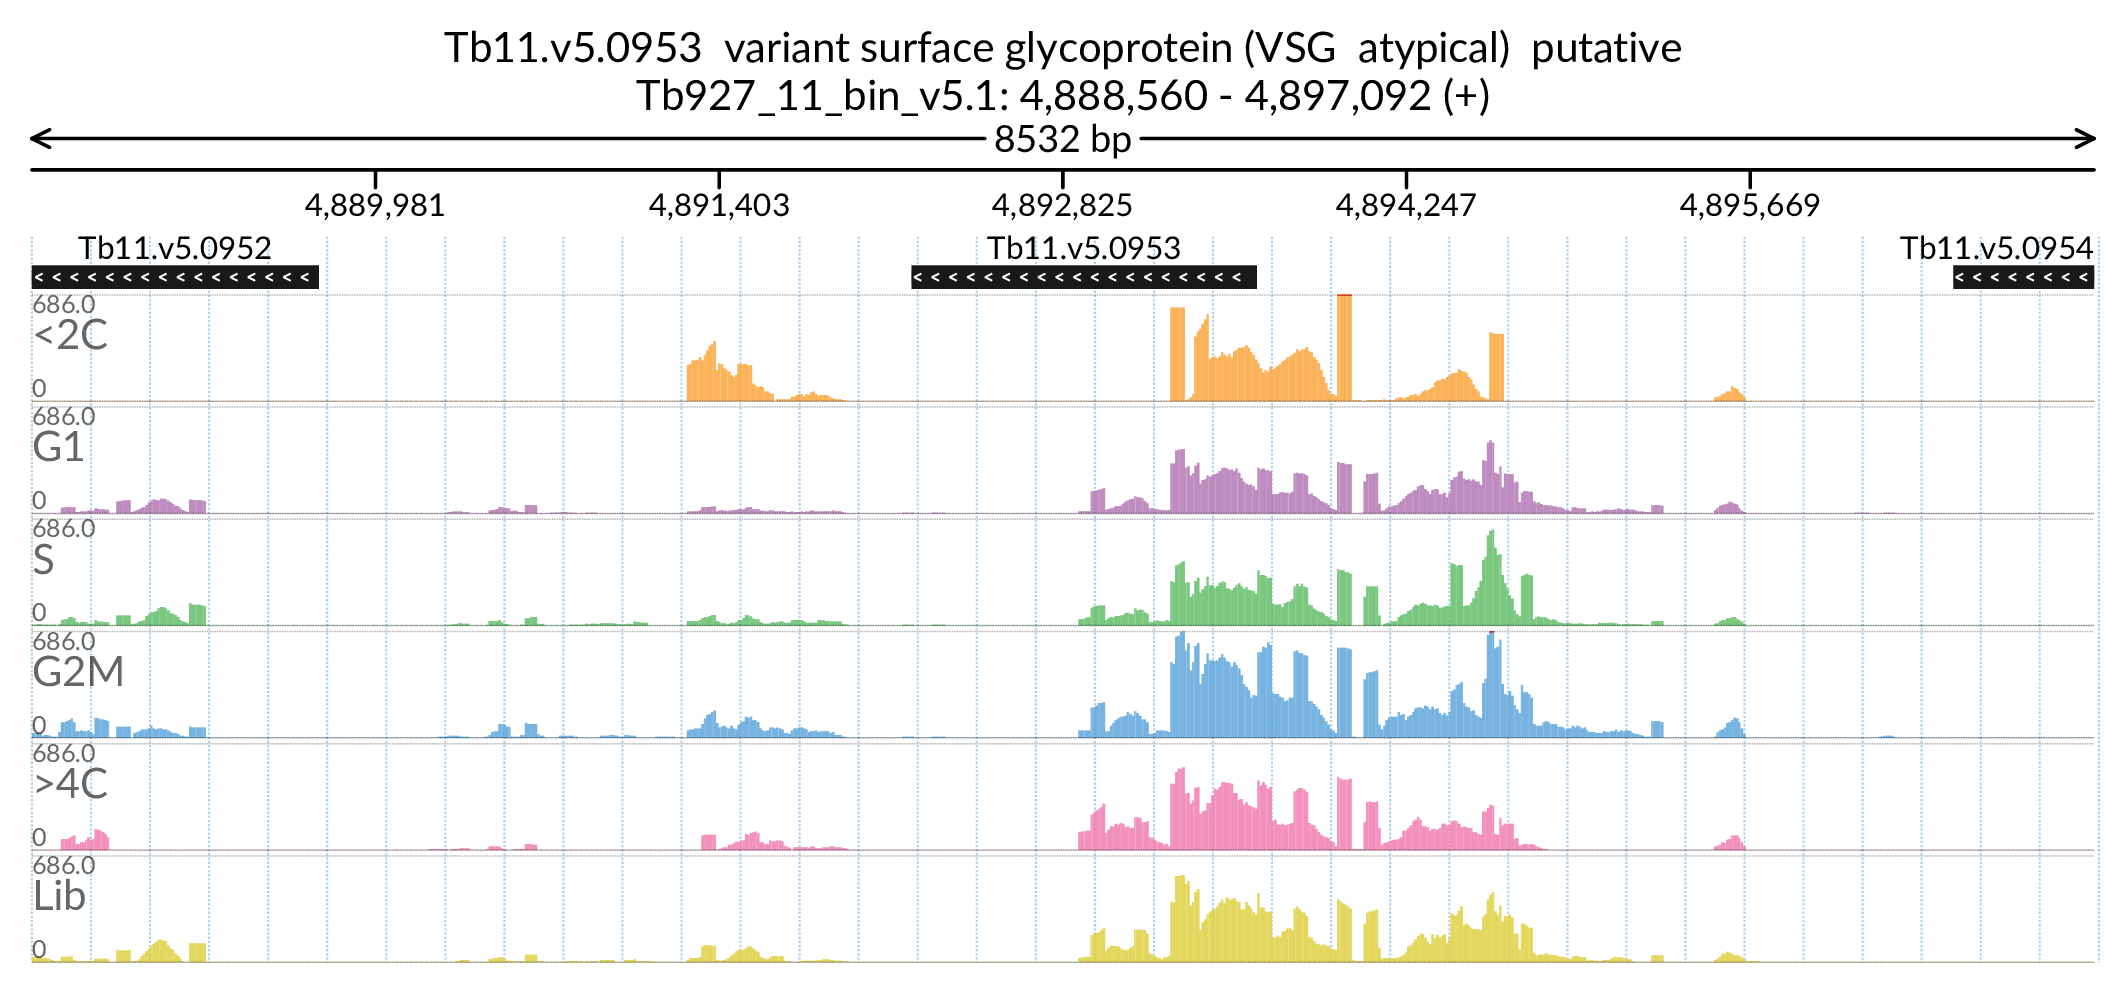 Tb11.v5.0953  variant surface glycoprotein (VSG  atypical)  putative
Tb927_11_bin_v5.1: 4,888,560 - 4,897,092 (+)
8532 bp
4,889,981 4,891,403 4,892,825 4,894,247 4,895,669
Tb11.v5.0952 Tb11.v5.0953 Tb11.v5.0954
686.0
<2C
0
686.0
G1
0
686.0
S
0
686.0
G2M
0
686.0
>4C
0
686.0
Lib
0